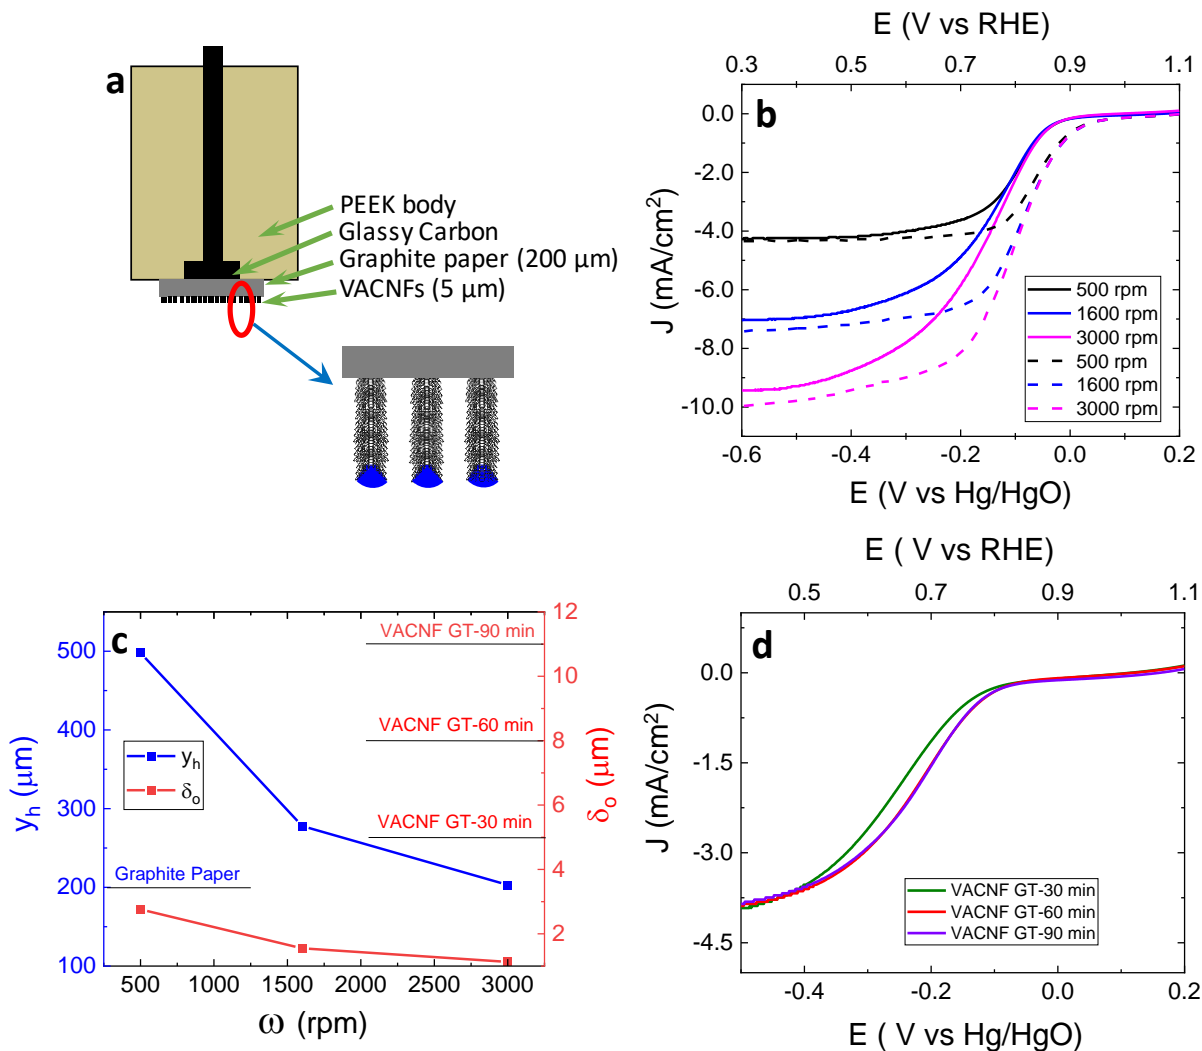 a
PEEK body
Glassy Carbon
Graphite paper (200 μm)
VACNFs (5 μm)
E (V vs RHE)
0.3 0.5 0.7 0.9 1.1
b
0.0
-2.0
-4.0
-6.0
-8.0
-10.0
J (mA/cm²)
500 rpm
1600 rpm
3000 rpm
500 rpm
1600 rpm
3000 rpm
-0.6 -0.4 -0.2 0.0 0.2
E (V vs Hg/HgO)
c
500
400
300
200
100
y_h (μm)
VACNF GT-90 min
VACNF GT-60 min
VACNF GT-30 min
Graphite Paper
y_h
δ_o
12
10
8
6
4
2
δ_o (μm)
500 1000 1500 2000 2500 3000
ω (rpm)
E ( V vs RHE)
0.5 0.7 0.9 1.1
d
0.0
-1.5
-3.0
-4.5
J (mA/cm²)
VACNF GT-30 min
VACNF GT-60 min
VACNF GT-90 min
-0.4 -0.2 0.0 0.2
E ( V vs Hg/HgO)